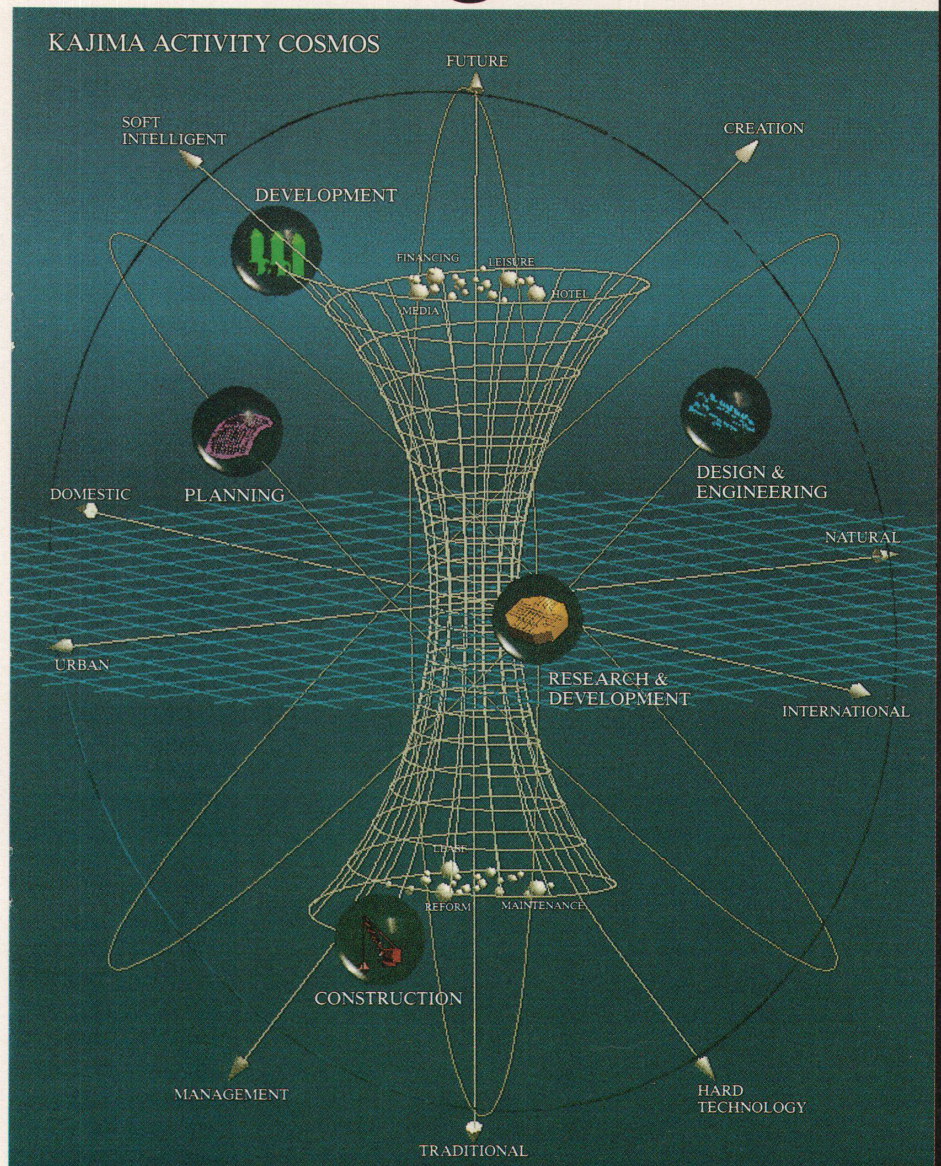 KAJIMA ACTIVITY COSMOS
FUTURE
SOFT
INTELLIGENT
CREATION
DEVELOPMENT
FINANCING
LEISURE
MEDIA
HOTEL
DOMESTIC
PLANNING
DESIGN &
ENGINEERING
NATURAL
URBAN
RESEARCH &
DEVELOPMENT
INTERNATIONAL
LEASE
REFORM
MAINTENANCE
CONSTRUCTION
MANAGEMENT
HARD
TECHNOLOGY
TRADITIONAL